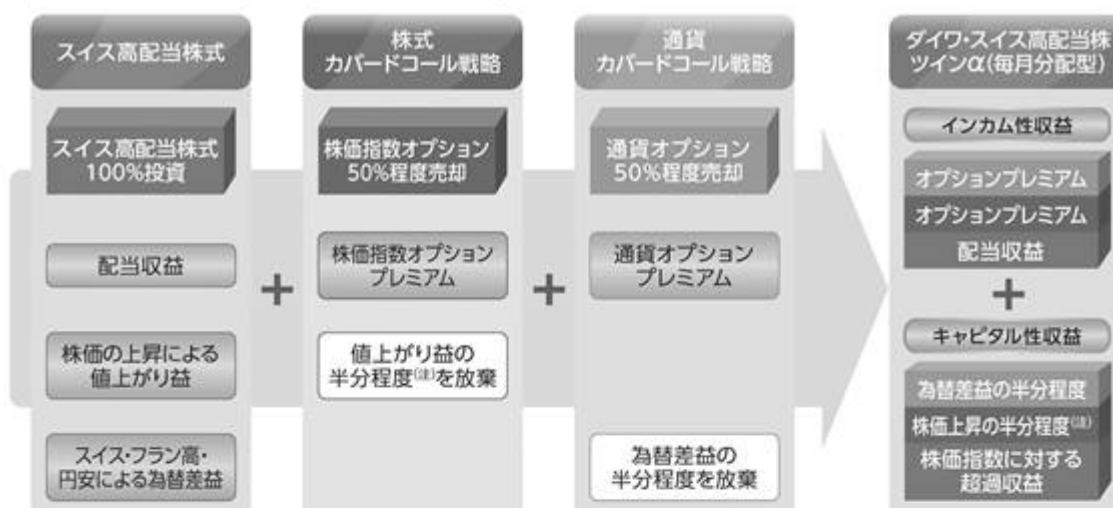 スイス高配当株式
スイス高配当株式
100%投資
配当収益
株価の上昇による
値上がり益
スイス・フラン高・
円安による為替差益
+
株式
カバードコール戦略
株価指数オプション
50%程度売却
株価指数オプション
プレミアム
値上がり益の
半分程度(注)を放棄
+
通貨
カバードコール戦略
通貨オプション
50%程度売却
通貨オプション
プレミアム
為替差益の
半分程度を放棄
ダイワ・スイス高配当株
ツインα(毎月分配型)
インカム性収益
オプションプレミアム
オプションプレミアム
配当収益
+
キャピタル性収益
為替差益の半分程度
株価上昇の半分程度(注)
株価指数に対する
超過収益